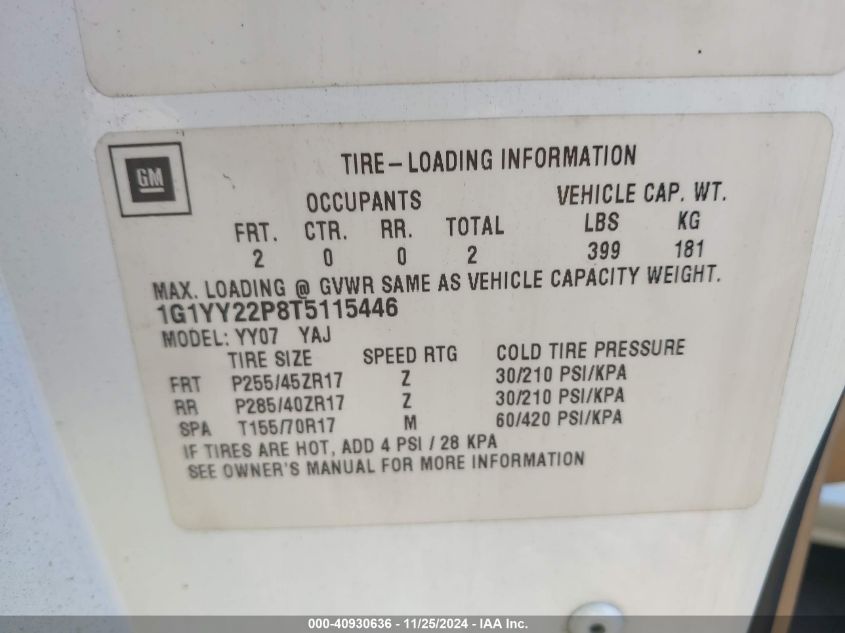 GM
TIRE-LOADING INFORMATION
OCCUPANTS VEHICLE CAP. WT.
FRT. CTR. RR. TOTAL LBS KG
2 0 0 2 399 181
MAX. LOADING @ GVWR SAME AS VEHICLE CAPACITY WEIGHT.
1G1YY22P8T5115446
MODEL: YY07 YAJ
TIRE SIZE SPEED RTG COLD TIRE PRESSURE
FRT P255/45ZR17 Z 30/210 PSI/KPA
RR P285/40ZR17 Z 30/210 PSI/KPA
SPA T155/70R17 M 60/420 PSI/KPA
IF TIRES ARE HOT, ADD 4 PSI / 28 KPA
SEE OWNER'S MANUAL FOR MORE INFORMATION
000-40930636 - 11/25/2024 - IAA Inc.